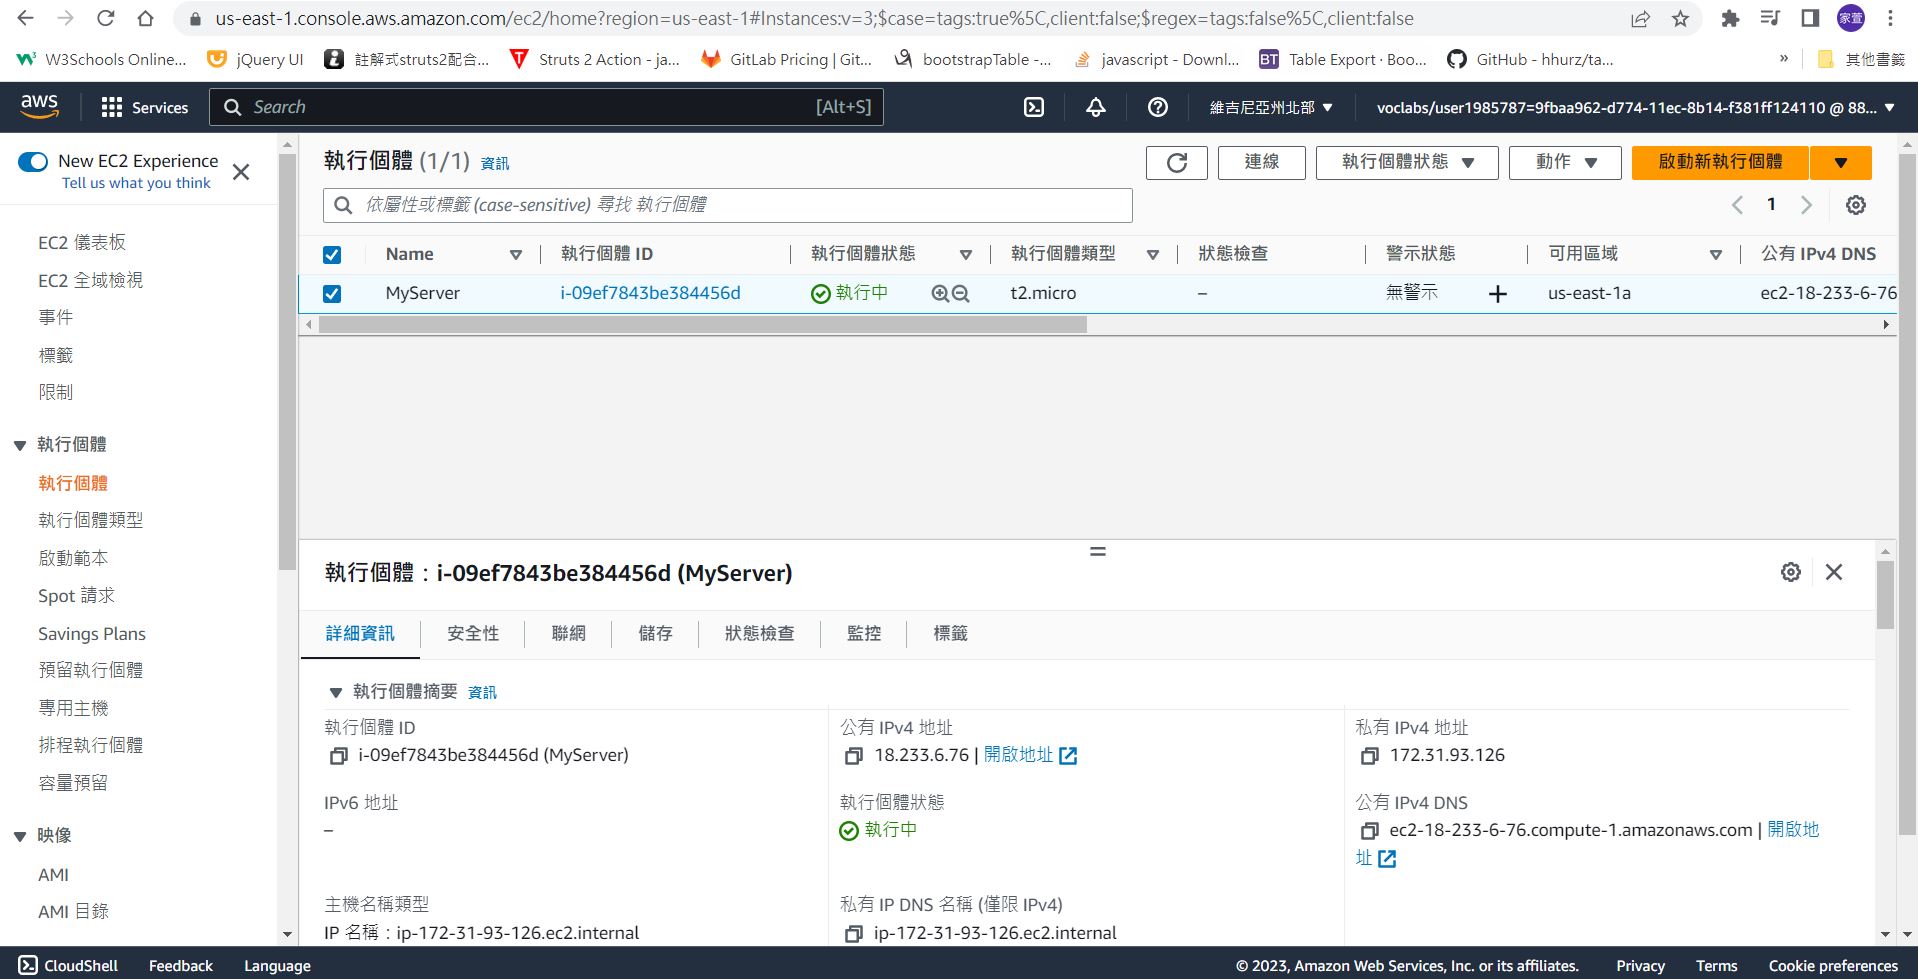 us-east-1.console.aws.amazon.com/ec2/home?region=us-east-1#Instances:v=3;$case=tags:true%5C,client:false;$regex=tags:false%5C,client:false
家萱
W3Schools Online... jQuery UI 註解式struts2配合... Struts 2 Action - ja... GitLab Pricing | Git... bootstrapTable -... javascript - Downl... BT Table Export · Boo... GitHub - hhurz/ta... » 其他書籤
aws Services Search [Alt+S] 維吉尼亞州北部 voclabs/user1985787=9fbaa962-d774-11ec-8b14-f381ff124110 @ 88...
New EC2 Experience
Tell us what you think
EC2 儀表板
EC2 全域檢視
事件
標籤
限制
執行個體
執行個體
執行個體類型
啟動範本
Spot 請求
Savings Plans
預留執行個體
專用主機
排程執行個體
容量預留
映像
AMI
AMI 目錄
執行個體 (1/1) 資訊
連線 執行個體狀態 動作 啟動新執行個體
依屬性或標籤 (case-sensitive) 尋找 執行個體
1
Name 執行個體 ID 執行個體狀態 執行個體類型 狀態檢查 警示狀態 可用區域 公有 IPv4 DNS
MyServer i-09ef7843be384456d 執行中 t2.micro – 無警示 + us-east-1a ec2-18-233-6-76
執行個體：i-09ef7843be384456d (MyServer)
詳細資訊 安全性 聯網 儲存 狀態檢查 監控 標籤
執行個體摘要 資訊
執行個體 ID
i-09ef7843be384456d (MyServer)
公有 IPv4 地址
18.233.6.76 | 開啟地址
私有 IPv4 地址
172.31.93.126
IPv6 地址
–
執行個體狀態
執行中
公有 IPv4 DNS
ec2-18-233-6-76.compute-1.amazonaws.com | 開啟地
址
主機名稱類型
IP 名稱：ip-172-31-93-126.ec2.internal
私有 IP DNS 名稱 (僅限 IPv4)
ip-172-31-93-126.ec2.internal
CloudShell Feedback Language © 2023, Amazon Web Services, Inc. or its affiliates. Privacy Terms Cookie preferences